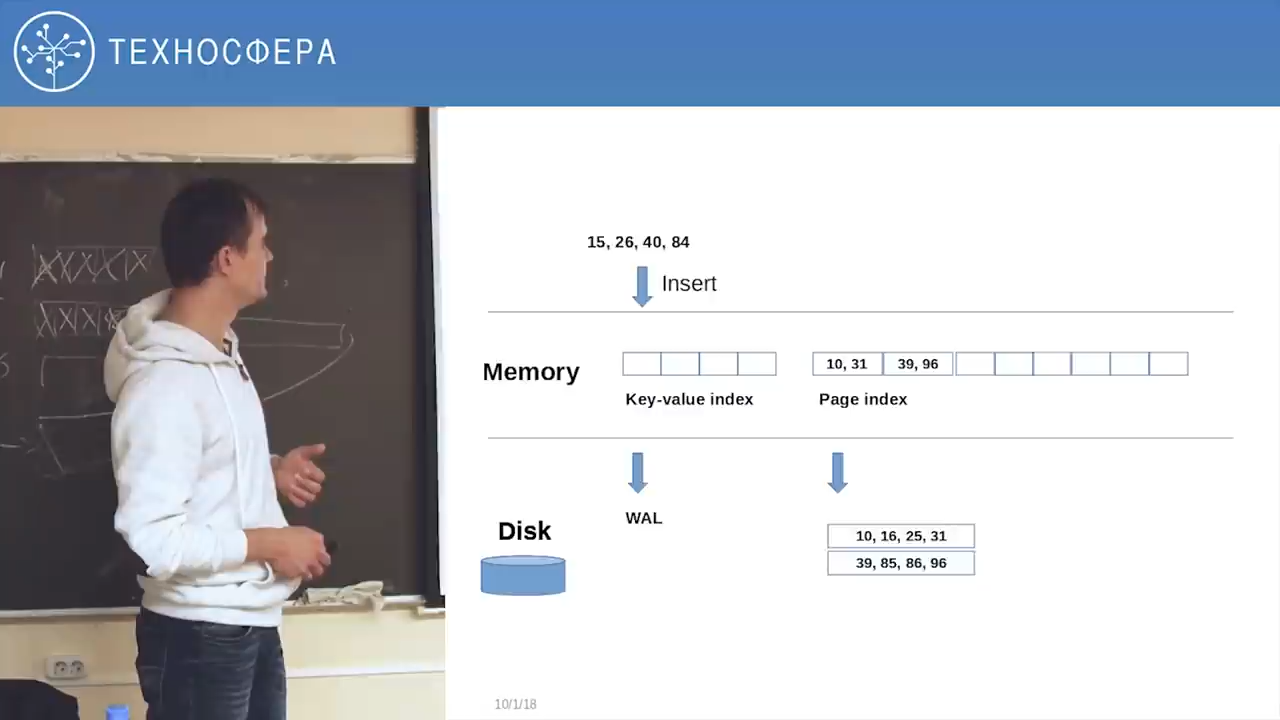 ТЕХНОСФЕРА
15, 26, 40, 84
Insert
Memory
10, 31
39, 96
Key-value index
Page index
WAL
Disk
10, 16, 25, 31
39, 85, 86, 96
10/1/18